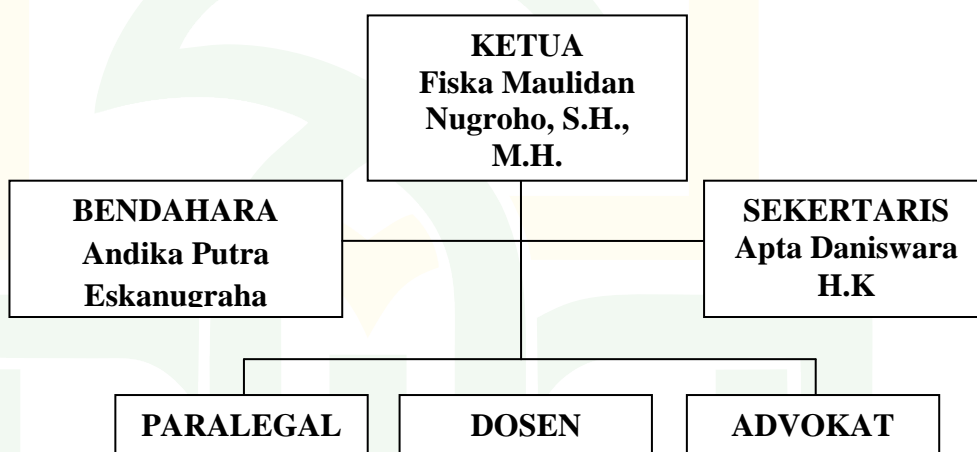 KETUA
Fiska Maulidan
Nugroho, S.H.,
M.H.
BENDAHARA
Andika Putra
Eskanugraha
SEKERTARIS
Apta Daniswara
H.K
PARALEGAL
DOSEN
ADVOKAT